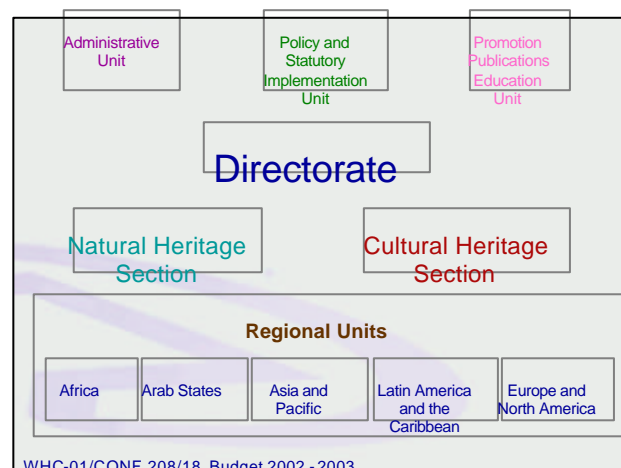 Administrative
Unit
Policy and
Statutory
Implementation
Unit
Promotion
Publications
Education
Unit
Directorate
Natural Heritage
Section
Cultural Heritage
Section
Regional Units
Africa
Arab States
Asia and
Pacific
Latin America
and the
Caribbean
Europe and
North America
WHC-01/CONF.208/18, Budget 2002 - 2003